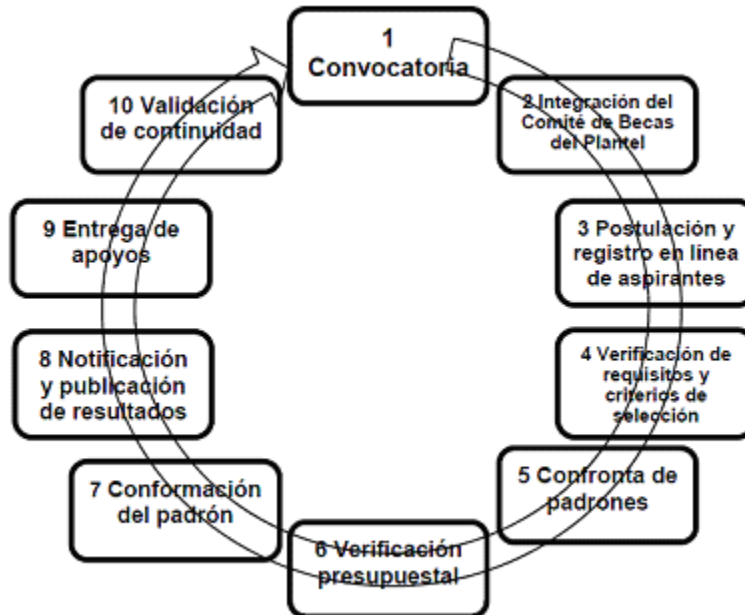 1
Convocatoria
2 Integración del
Comité de Becas
del Plantel
3 Postulación y
registro en línea
de aspirantes
4 Verificación de
requisitos y
criterios de
selección
5 Confronta de
padrones
6 Verificación
presupuestal
7 Conformación
del padrón
8 Notificación
y publicación
de resultados
9 Entrega de
apoyos
10 Validación
de continuidad